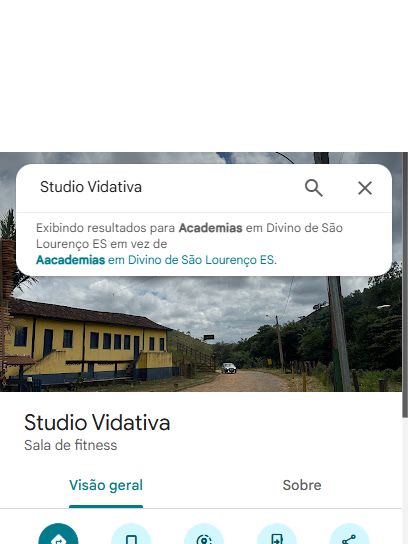 Studio Vidativa
Exibindo resultados para Academias em Divino de São
Lourenço ES em vez de
Aacademias em Divino de São Lourenço ES.
Studio Vidativa
Sala de fitness
Visão geral
Sobre